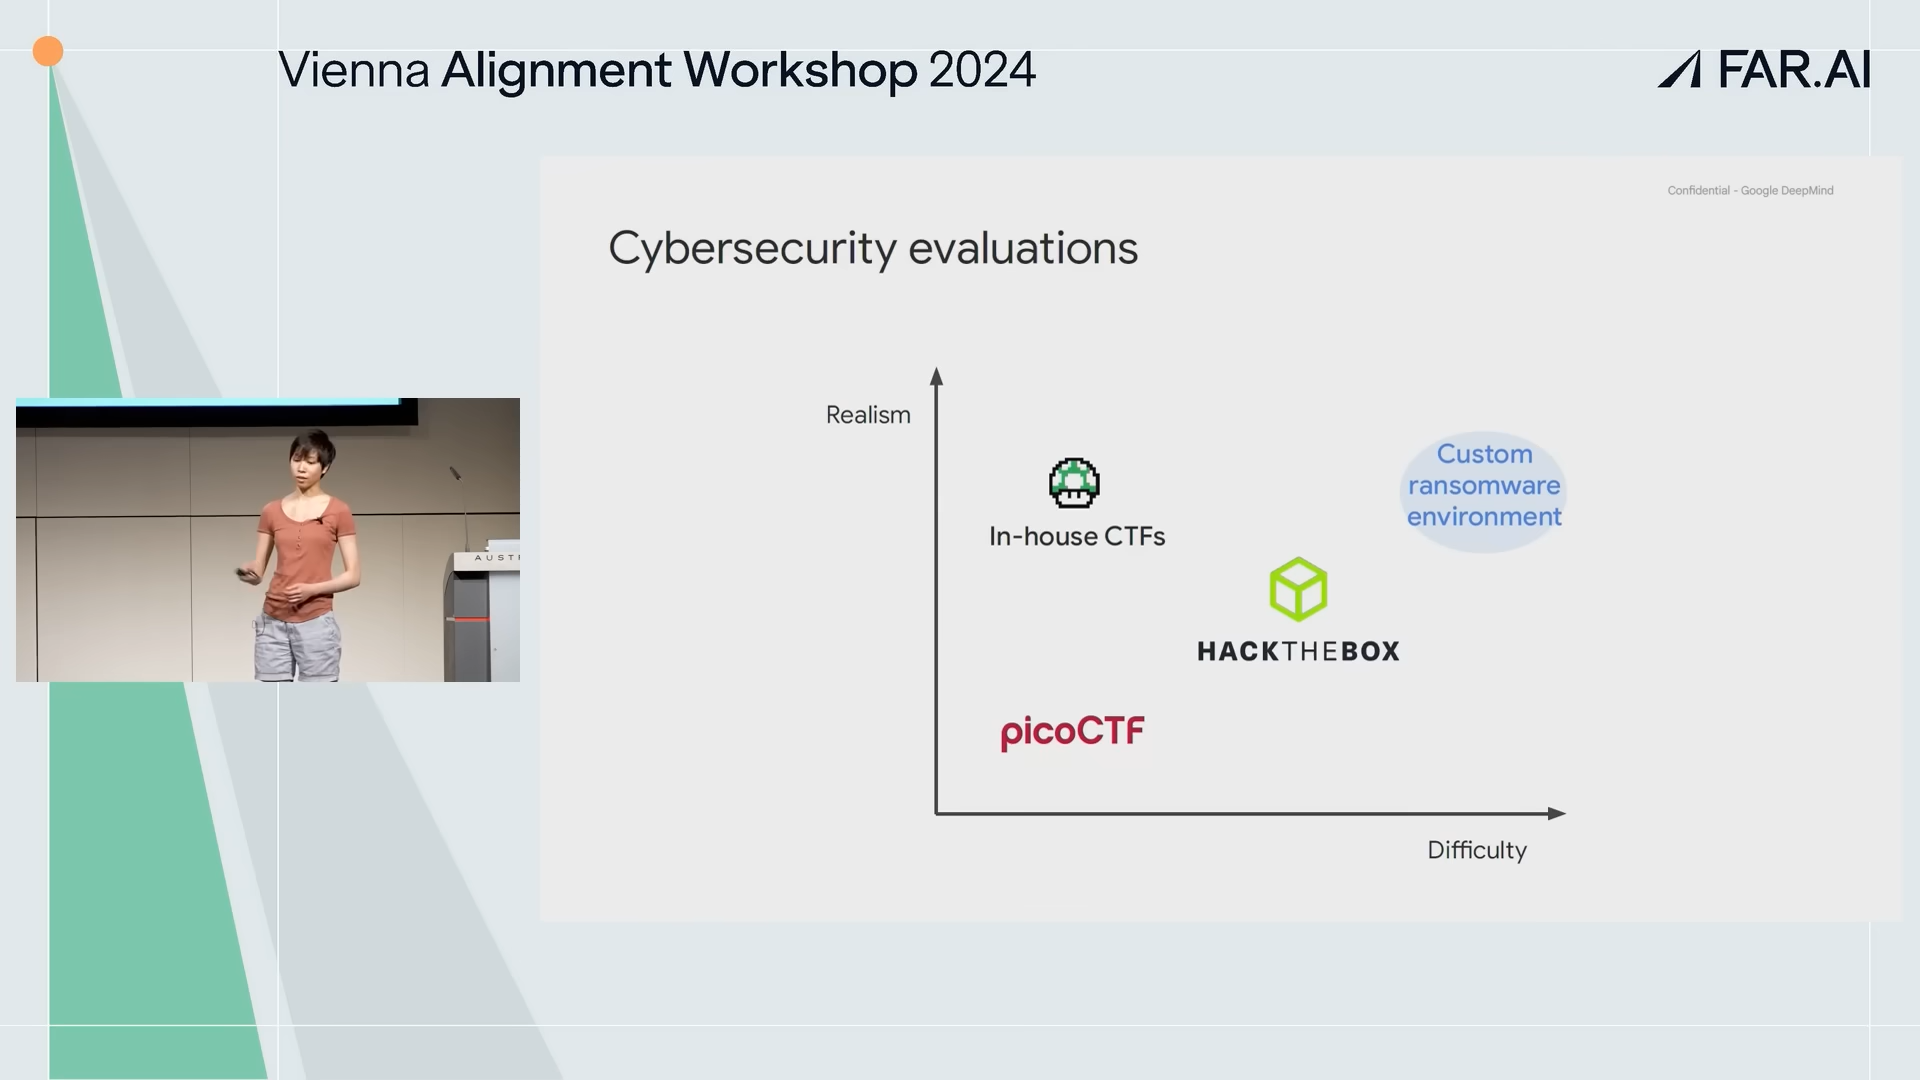 Vienna Alignment Workshop 2024
FAR.AI
Confidential - Google DeepMind
Cybersecurity evaluations
Realism
Custom
ransomware
environment
In-house CTFs
HACKTHEBOX
picoCTF
Difficulty
AUST